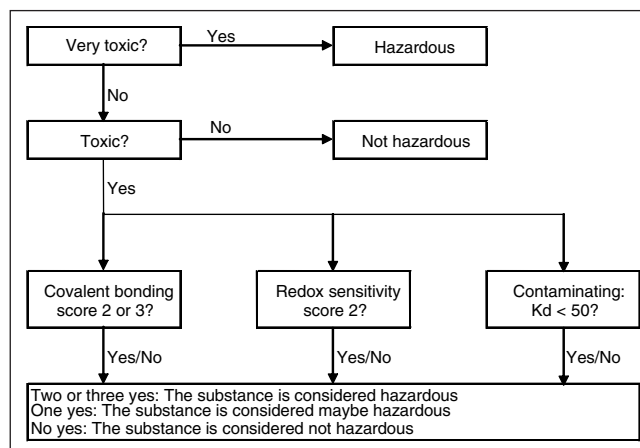 Very toxic?
Yes
Hazardous
No
Toxic?
No
Not hazardous
Yes
Covalent bonding
score 2 or 3?
Redox sensitivity
score 2?
Contaminating:
Kd < 50?
Yes/No
Yes/No
Yes/No
Two or three yes: The substance is considered hazardous
One yes: The substance is considered maybe hazardous
No yes: The substance is considered not hazardous